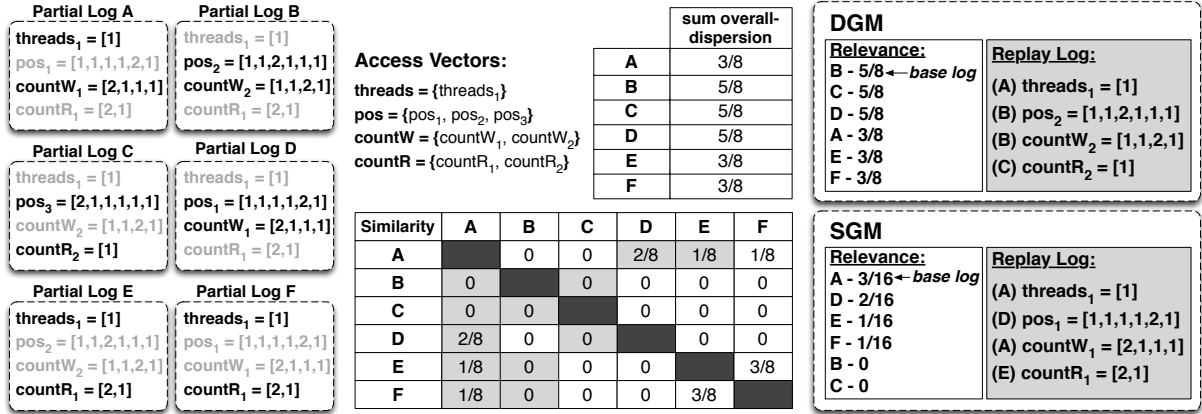 Partial Log A
threads1 = [1]
pos1 = [1,1,1,1,2,1]
countW1 = [2,1,1,1]
countR1 = [2,1]
Partial Log B
threads1 = [1]
pos2 = [1,1,2,1,1,1]
countW2 = [1,1,2,1]
countR1 = [2,1]
Partial Log C
threads1 = [1]
pos3 = [2,1,1,1,1,1]
countW2 = [1,1,2,1]
countR2 = [1]
Partial Log D
threads1 = [1]
pos1 = [1,1,1,1,2,1]
countW1 = [2,1,1,1]
countR1 = [2,1]
Partial Log E
threads1 = [1]
pos2 = [1,1,2,1,1,1]
countW2 = [1,1,2,1]
countR1 = [2,1]
Partial Log F
threads1 = [1]
pos1 = [1,1,1,1,2,1]
countW1 = [2,1,1,1]
countR1 = [2,1]
Access Vectors:
threads = {threads1}
pos = {pos1, pos2, pos3}
countW = {countW1, countW2}
countR = {countR1, countR2}
sum overall-
dispersion
A 3/8
B 5/8
C 5/8
D 5/8
E 3/8
F 3/8
Similarity A B C D E F
A 0 0 2/8 1/8 1/8
B 0 0 0 0 0
C 0 0 0 0 0
D 2/8 0 0 0 0
E 1/8 0 0 0 3/8
F 1/8 0 0 0 3/8
DGM
Relevance:
B - 5/8 base log
C - 5/8
D - 5/8
A - 3/8
E - 3/8
F - 3/8
Replay Log:
(A) threads1 = [1]
(B) pos2 = [1,1,2,1,1,1]
(B) countW2 = [1,1,2,1]
(C) countR2 = [1]
SGM
Relevance:
A - 3/16 base log
D - 2/16
E - 1/16
F - 1/16
B - 0
C - 0
Replay Log:
(A) threads1 = [1]
(D) pos1 = [1,1,1,1,2,1]
(A) countW1 = [2,1,1,1]
(E) countR1 = [2,1]